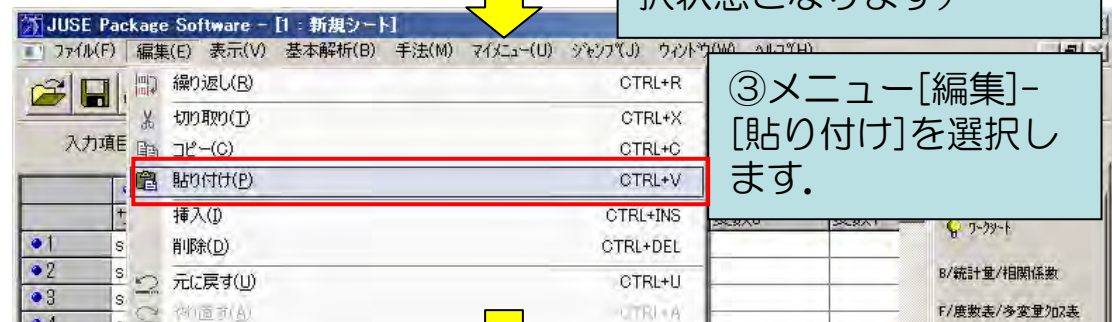 択状態となります)
JUSE Package Software - [1 : 新規シート]
ファイル(F) 編集(E) 表示(V) 基本解析(B) 手法(M) マイメニュー(U) ジャンプ(J) ウィンドウ(W) ヘルプ(H)
繰り返し(R) CTRL+R
切り取り(T) CTRL+X
コピー(C) CTRL+C
貼り付け(P) CTRL+V
挿入(I) CTRL+INS
削除(D) CTRL+DEL
元に戻す(U) CTRL+U
やり直す(A) CTRL+A
③メニュー[編集]-
[貼り付け]を選択し
ます.
入力項目
サ
1 s
2 s
3 s
ワークシート
B/統計量/相関係数
F/度数表/多変量クロス表